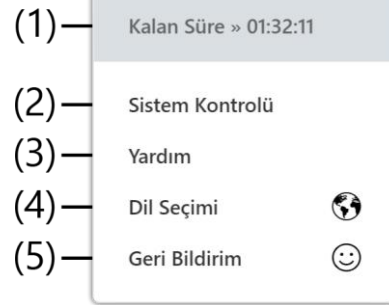 (1) Kalan Süre » 01:32:11
(2) Sistem Kontrolü
(3) Yardım
(4) Dil Seçimi
(5) Geri Bildirim